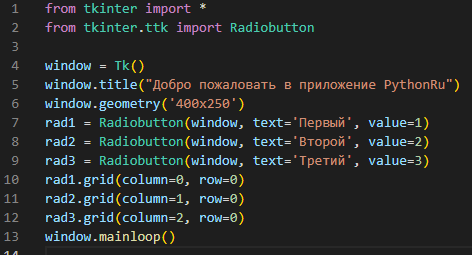 1 from tkinter import *
2 from tkinter.ttk import Radiobutton
3
4 window = Tk()
5 window.title("Добро пожаловать в приложение PythonRu")
6 window.geometry('400x250')
7 rad1 = Radiobutton(window, text='Первый', value=1)
8 rad2 = Radiobutton(window, text='Второй', value=2)
9 rad3 = Radiobutton(window, text='Третий', value=3)
10 rad1.grid(column=0, row=0)
11 rad2.grid(column=1, row=0)
12 rad3.grid(column=2, row=0)
13 window.mainloop()